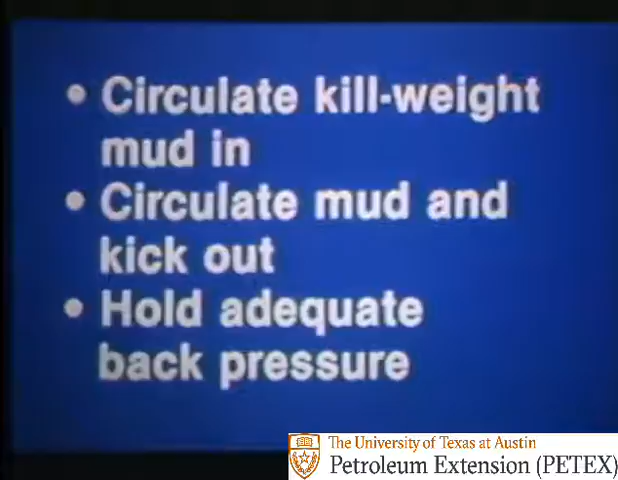 • Circulate kill-weight
mud in
• Circulate mud and
kick out
• Hold adequate
back pressure
The University of Texas at Austin
Petroleum Extension (PETEX)